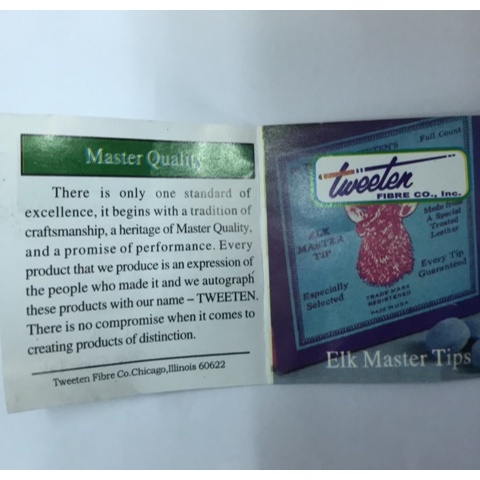 Master Quality
There is only one standard of
excellence, it begins with a tradition of
craftsmanship, a heritage of Master Quality,
and a promise of performance. Every
product that we produce is an expression of
the people who made it and we autograph
these products with our name – TWEETEN.
There is no compromise when it comes to
creating products of distinction.
Tweeten Fibre Co.Chicago,Illinois 60622
Full Count
tweeten
FIBRE CO., Inc.
ELK
MASTER
TIP
Made from
A Special
Treated
Leather
Especially
Selected
Every Tip
Guaranteed
TRADE MARK
REGISTERED
MADE IN U.S.A.
Elk Master Tips